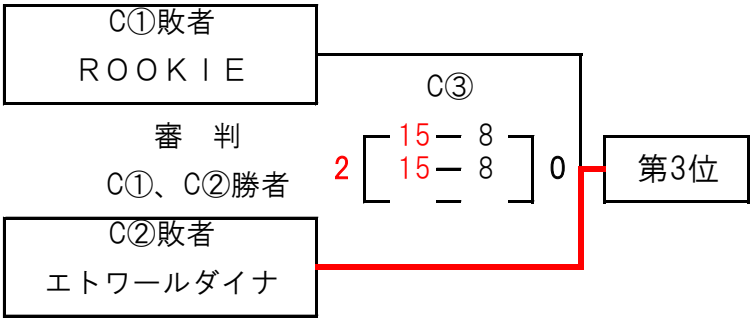 C①敗者
ROOKIE
C③
審 判
C①、C②勝者
2
15 － 8
15 － 8
－
0
第3位
C②敗者
エトワールダイナ